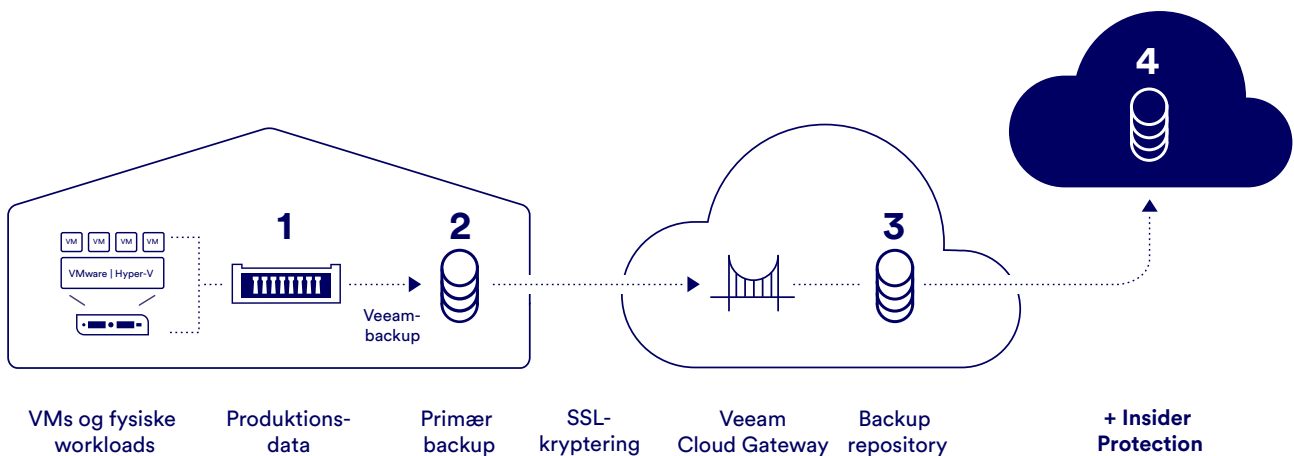 4
1
2
3
VM VM VM VM
VMware | Hyper-V
Veeam-
backup
VMs og fysiske
workloads
Produktions-
data
Primær
backup
SSL-
kryptering
Veeam
Cloud Gateway
Backup
repository
+ Insider
Protection